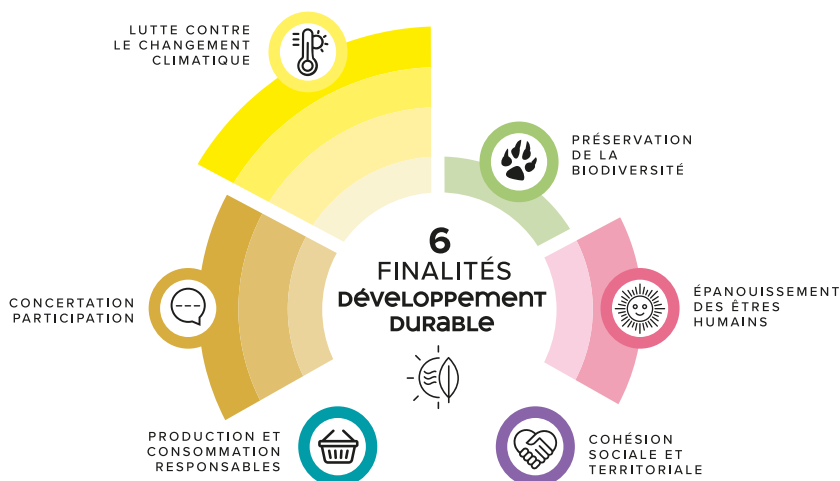 LUTTE CONTRE
LE CHANGEMENT
CLIMATIQUE
PRÉSERVATION
DE LA
BIODIVERSITÉ
6
FINALITÉS
DÉVELOPPEMENT
DURABLE
CONCERTATION
PARTICIPATION
ÉPANOUISSEMENT
DES ÊTRES
HUMAINS
PRODUCTION ET
CONSOMMATION
RESPONSABLES
COHÉSION
SOCIALE ET
TERRITORIALE